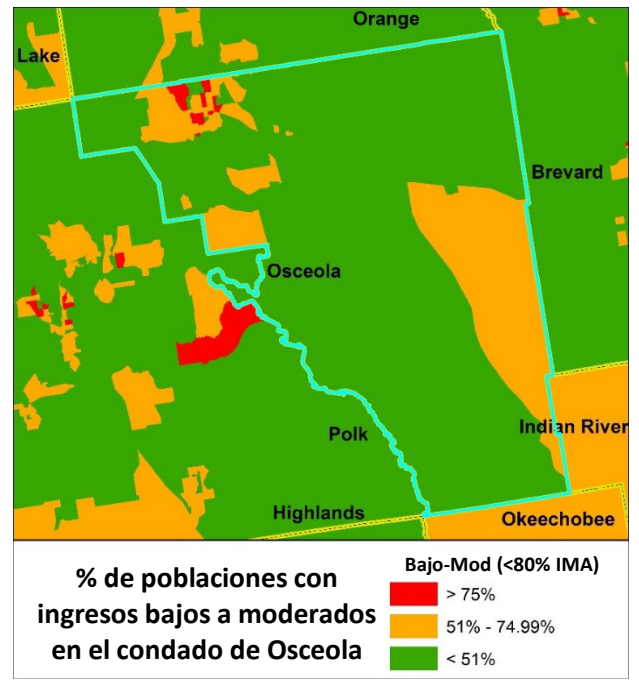 Orange
Lake
Brevard
Osceola
Polk
Indian River
Highlands
Okeechobee
% de poblaciones con
ingresos bajos a moderados
en el condado de Osceola
Bajo-Mod (<80% IMA)
> 75%
51% - 74.99%
< 51%